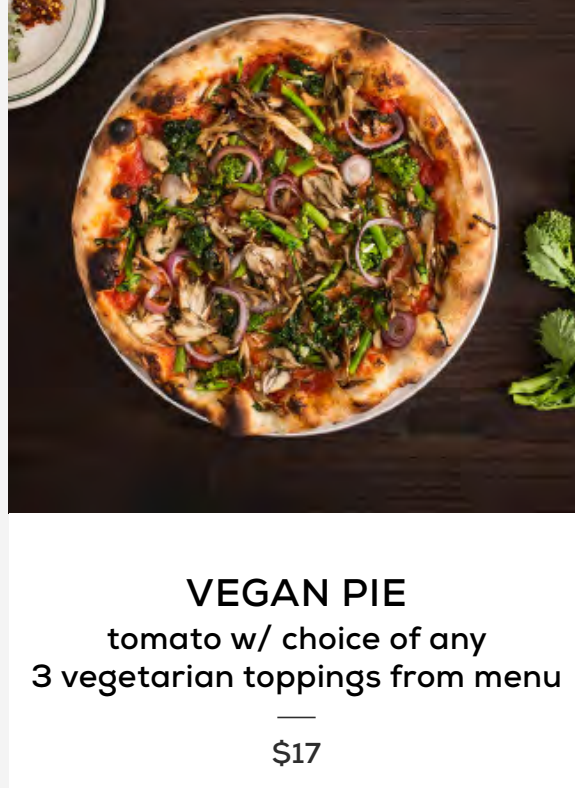 VEGAN PIE
tomato w/ choice of any
3 vegetarian toppings from menu
$17